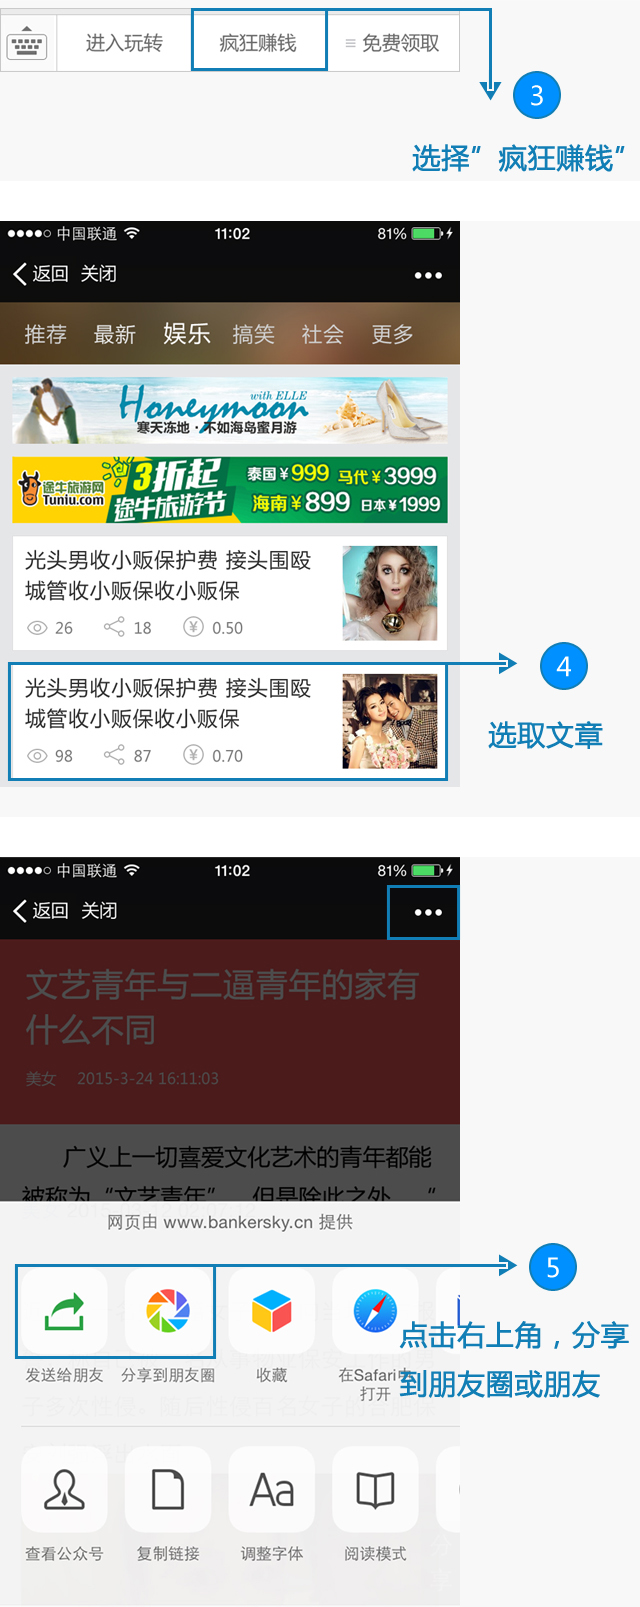 进入玩转
疯狂赚钱
免费领取
3
选择”疯狂赚钱”
中国联通
11:02
81%
返回 关闭
推荐 最新 娱乐 搞笑 社会 更多
with ELLE
Honeymoon
寒天冻地·不如海岛蜜月游
途牛旅游网
Tuniu.com
3折起
途牛旅游节
泰国¥999 马代¥3999
海南¥899 日本¥1999
光头男收小贩保护费 接头围殴
城管收小贩保收小贩保
26 18 ¥ 0.50
光头男收小贩保护费 接头围殴
城管收小贩保收小贩保
98 87 ¥ 0.70
4
选取文章
中国联通
11:02
81%
返回 关闭
文艺青年与二逼青年的家有
什么不同
美女 2015-3-24 16:11:03
广义上一切喜爱文化艺术的青年都能
被称为“文艺青年”，但是除此之外，“
网页由 www.bankersky.cn 提供
5
点击右上角，分享
到朋友圈或朋友
发送给朋友
分享到朋友圈
收藏
在Safari中
打开
Aa
查看公众号
复制链接
调整字体
阅读模式